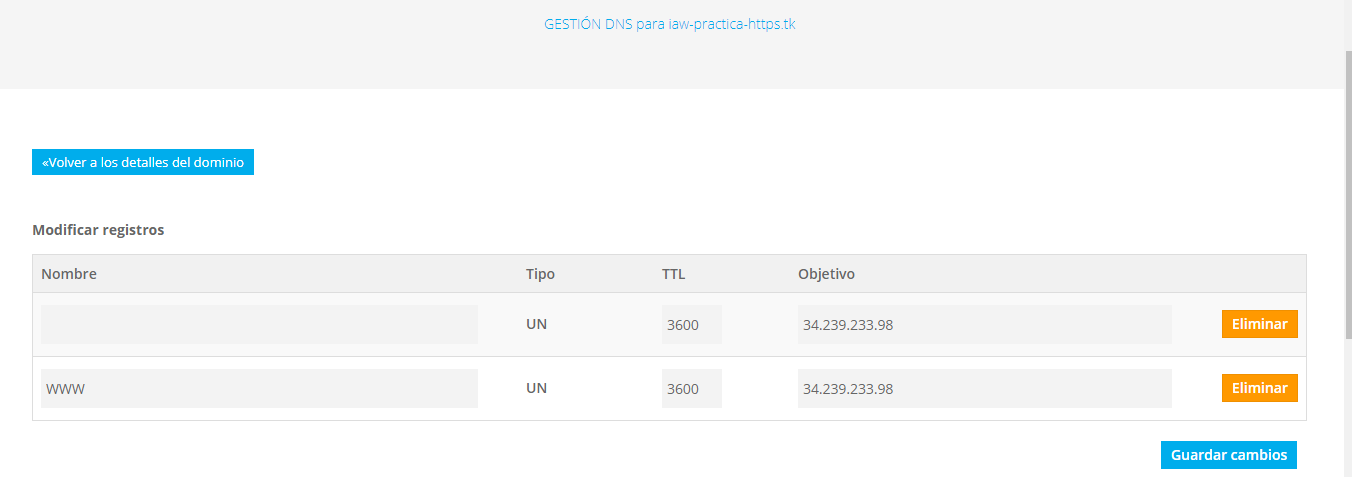 GESTIÓN DNS para iaw-practica-https.tk
«Volver a los detalles del dominio
Modificar registros
Nombre Tipo TTL Objetivo
UN 3600 34.239.233.98 Eliminar
WWW UN 3600 34.239.233.98 Eliminar
Guardar cambios